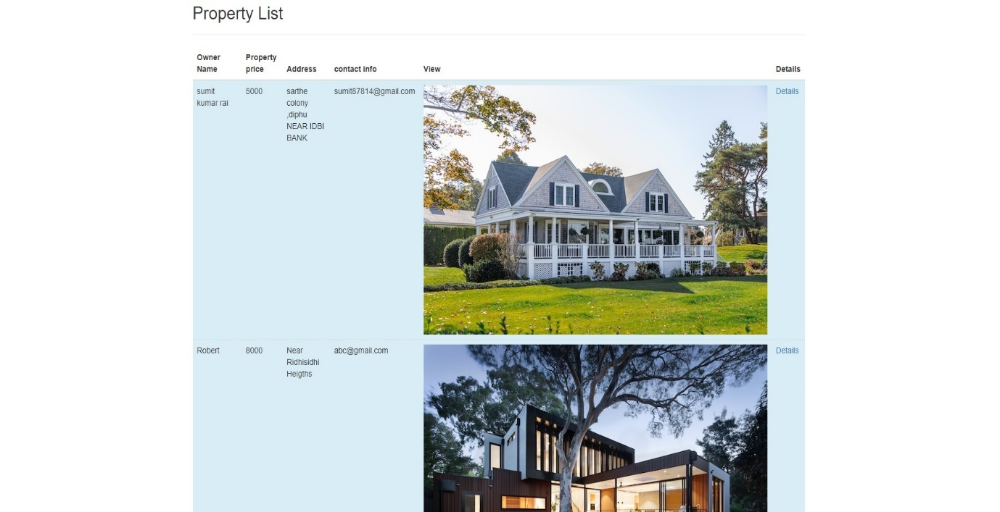 Property List
Owner Name
Property price
Address
contact info
View
Details
sumit
kumar rai
5000
sarthe
colony
,diphu
NEAR IDBI
BANK
sumit87814@gmail.com
Details
Robert
8000
Near
Ridhisidhi
Heigths
abc@gmail.com
Details